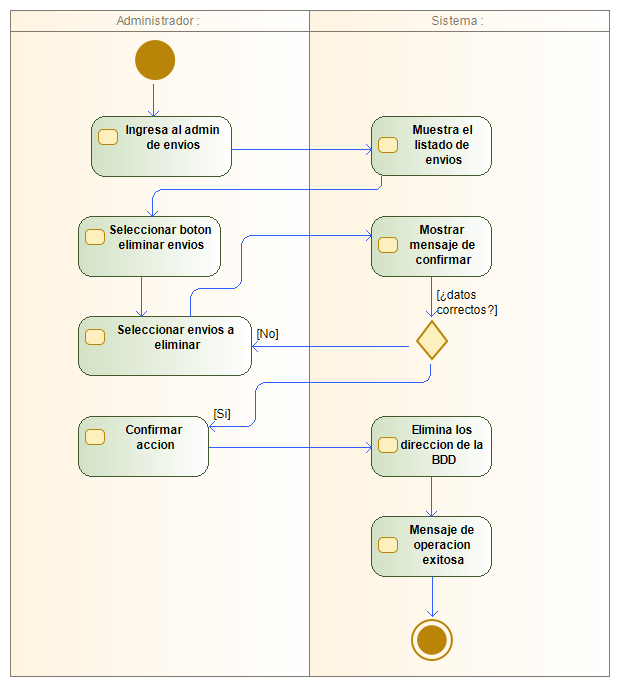 Administrador :
Sistema :
Ingresa al admin
de envios
Muestra el
listado de
envios
Seleccionar boton
eliminar envios
Mostrar
mensaje de
confirmar
[¿datos
correctos?]
Seleccionar envios a
eliminar
[No]
[Si]
Confirmar
accion
Elimina los
direccion de la
BDD
Mensaje de
operacion
exitosa